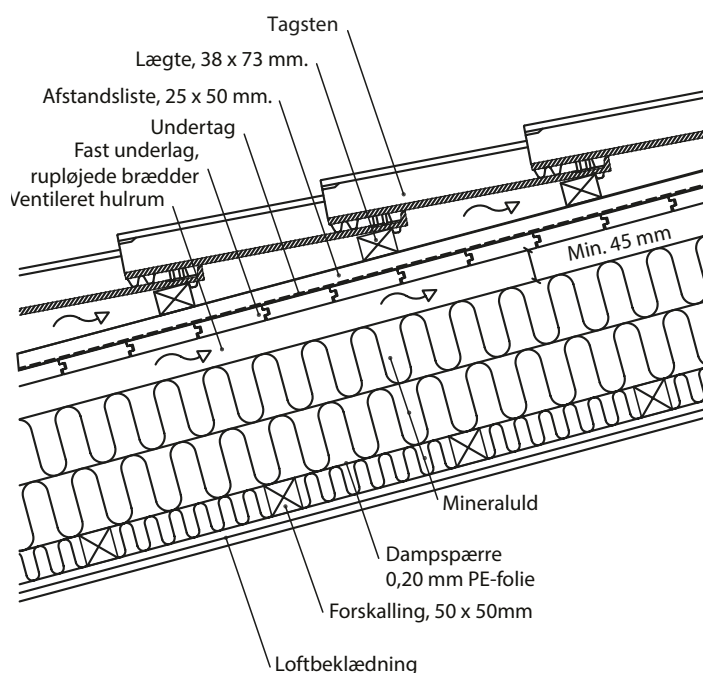 Tagsten
Lægte, 38 x 73 mm.
Afstandsliste, 25 x 50 mm.
Undertag
Fast underlag,
rupløjede brædder
Ventileret hulrum
Min. 45 mm
Mineraluld
Dampspærre
0,20 mm PE-folie
Forskalling, 50 x 50mm
Loftbeklædning